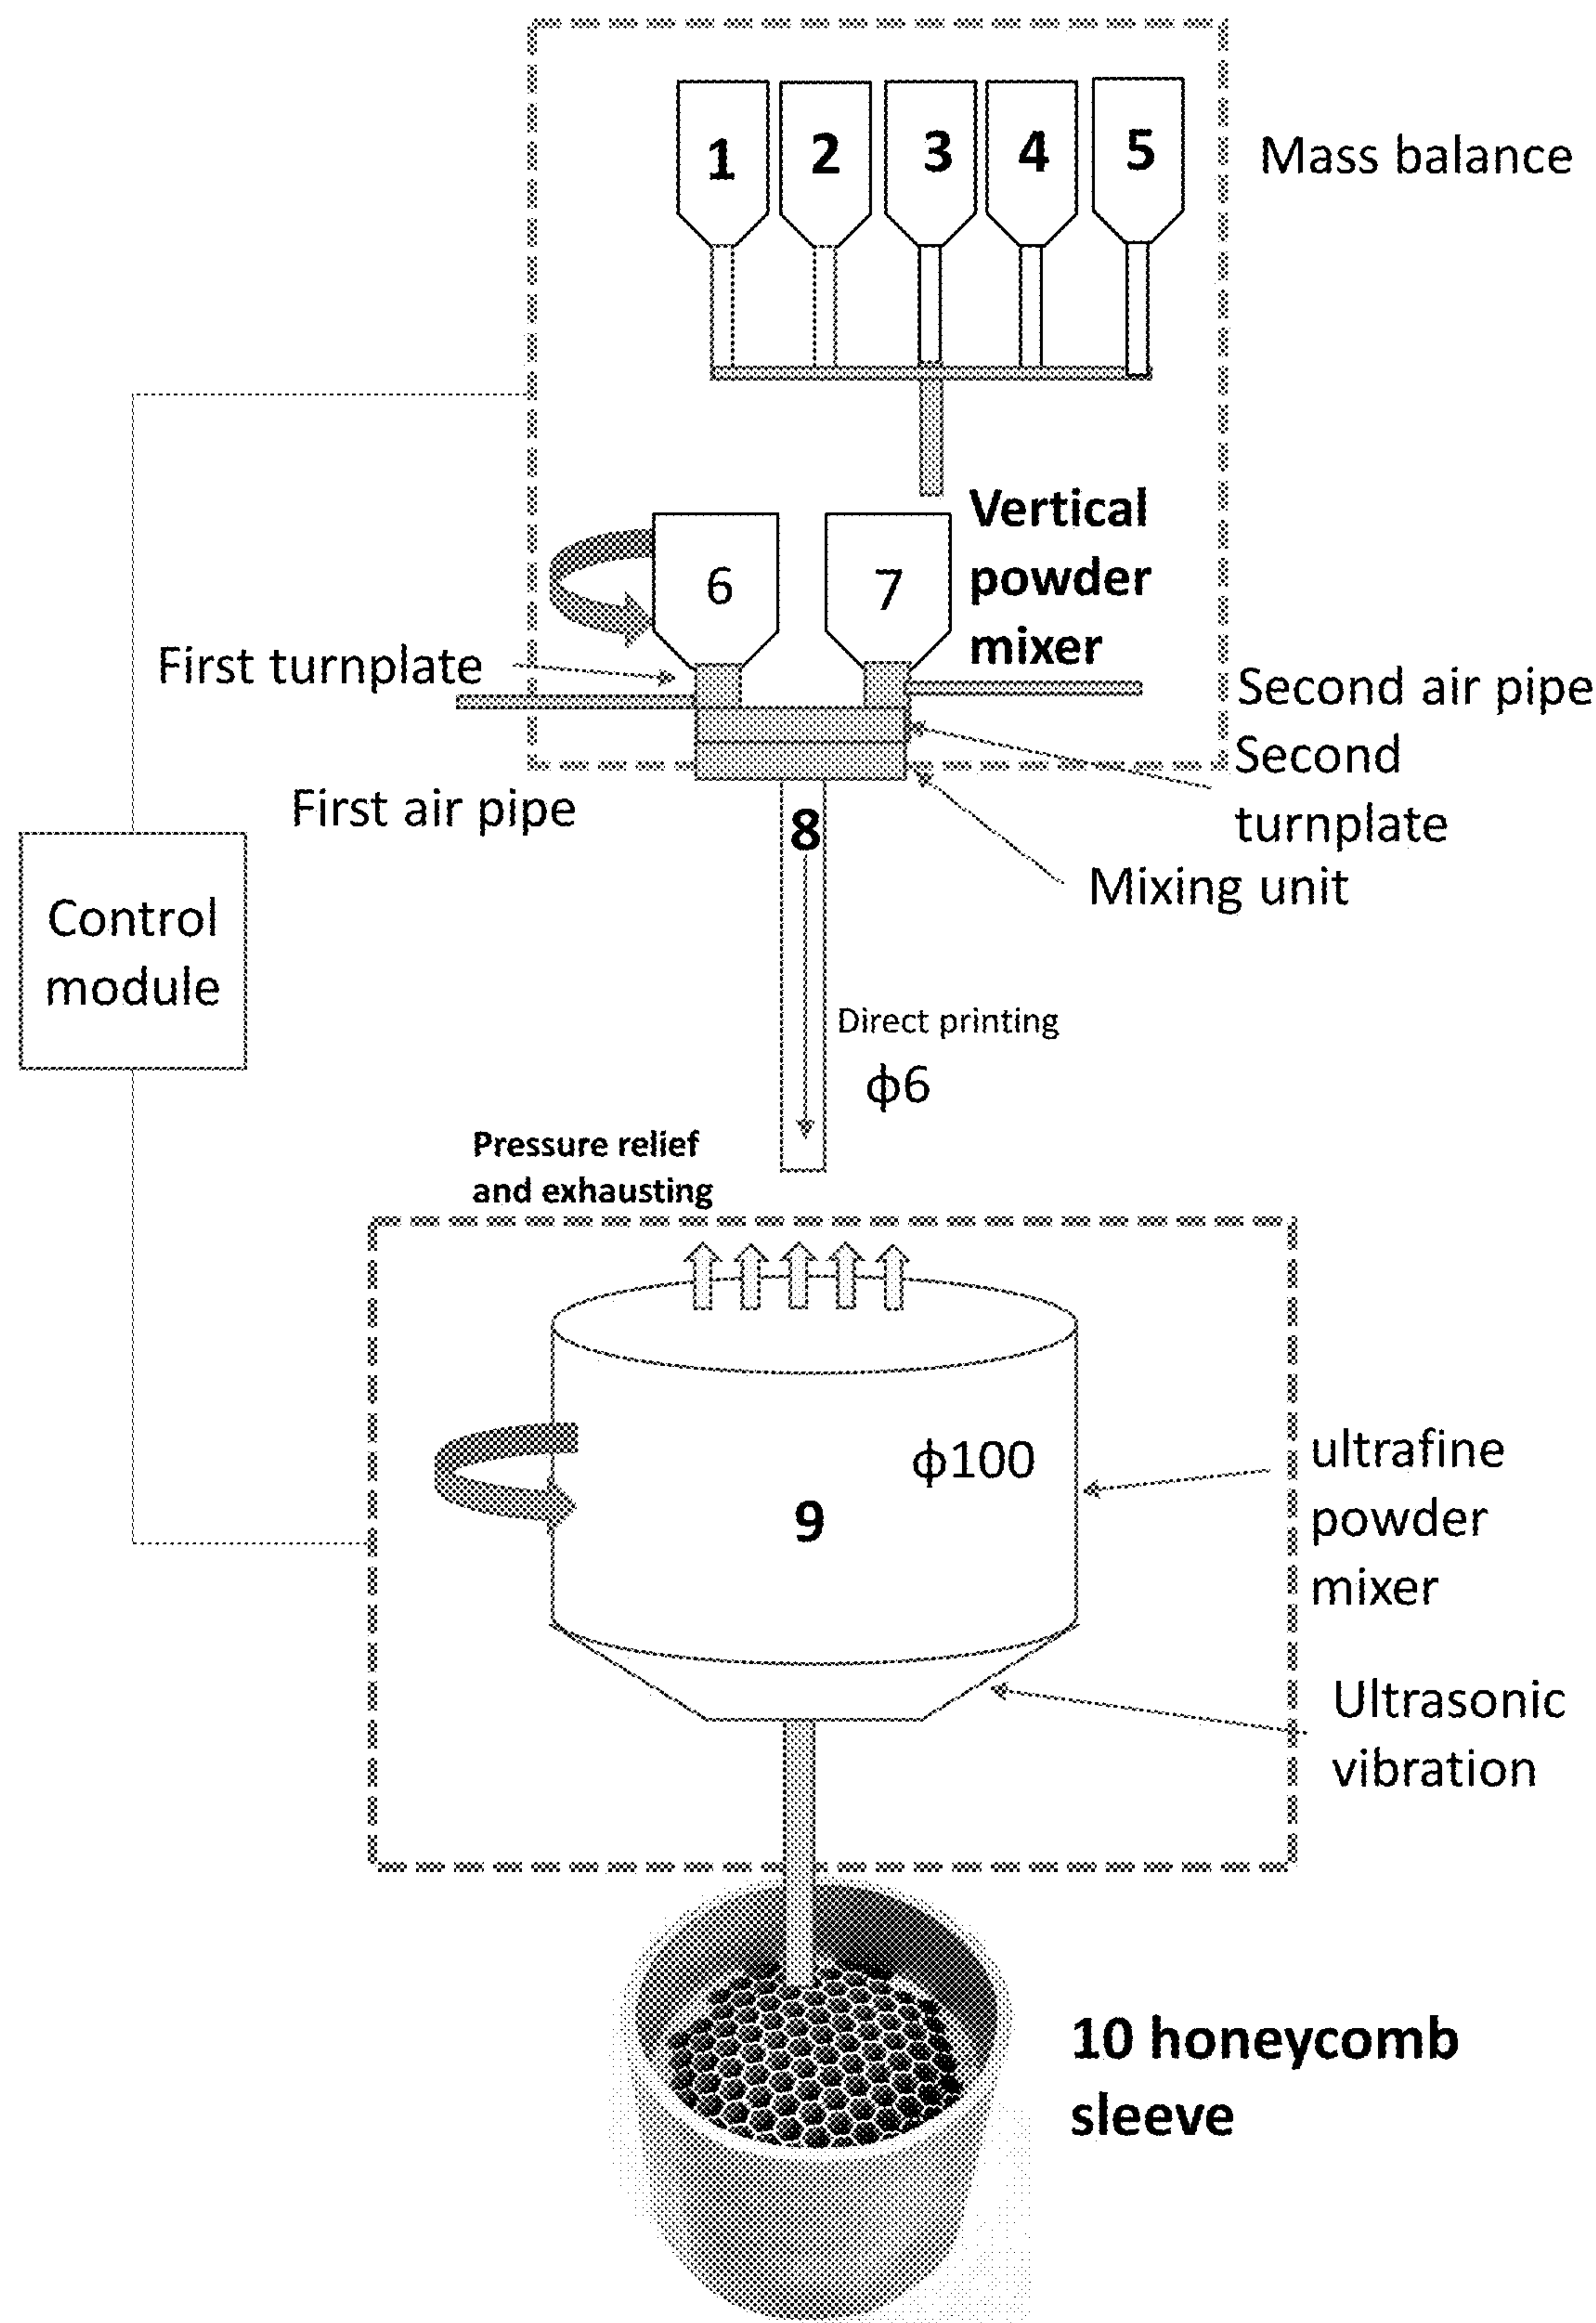 1 2 3 4 5
Mass balance
Vertical
powder
mixer
6 7
First turnplate
Second air pipe
Second
turnplate
First air pipe
8
Mixing unit
Control
module
Direct printing
ϕ6
Pressure relief
and exhausting
ϕ100
9
ultrafine
powder
mixer
Ultrasonic
vibration
10 honeycomb
sleeve